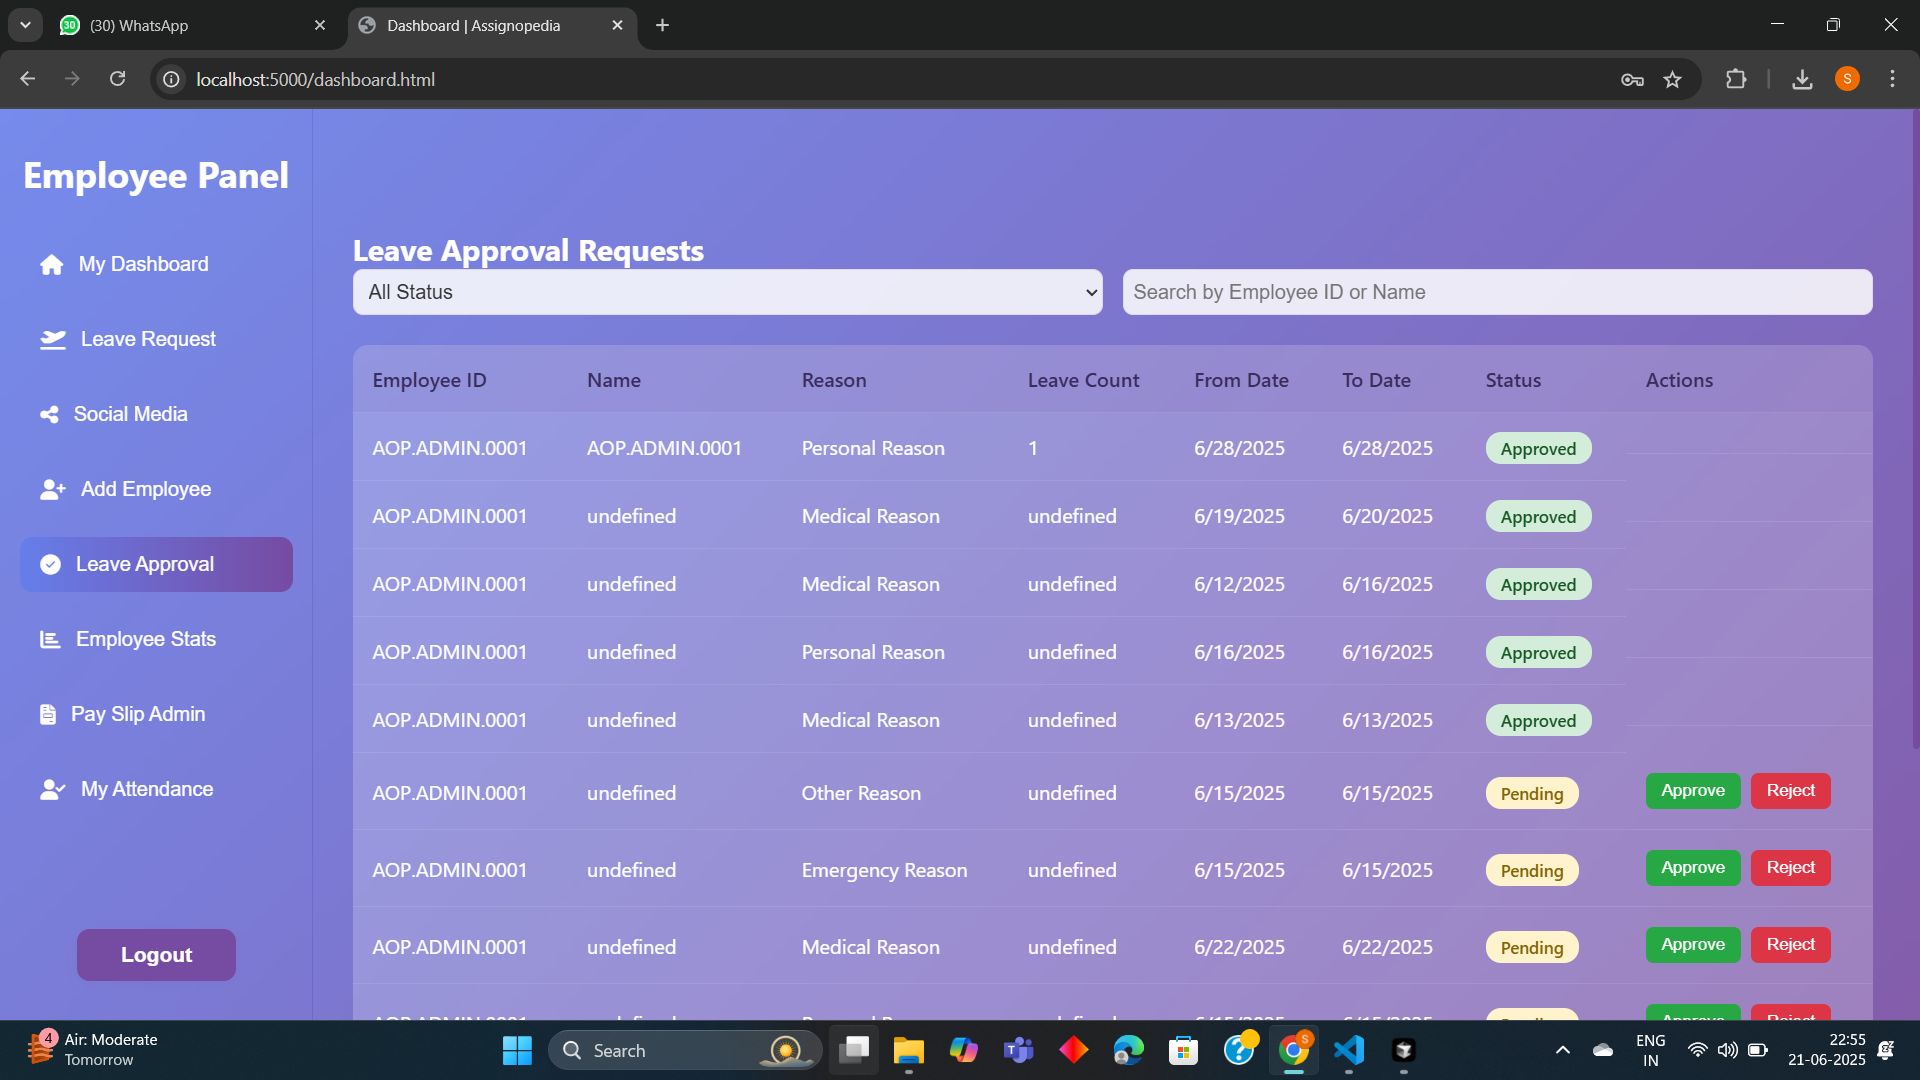 (30) WhatsApp
Dashboard | Assignopedia
localhost:5000/dashboard.html
S
Employee Panel
My Dashboard
Leave Request
Social Media
Add Employee
Leave Approval
Employee Stats
Pay Slip Admin
My Attendance
Logout
Leave Approval Requests
All Status
Search by Employee ID or Name
Employee ID Name Reason Leave Count From Date To Date Status Actions
AOP.ADMIN.0001 AOP.ADMIN.0001 Personal Reason 1 6/28/2025 6/28/2025 Approved
AOP.ADMIN.0001 undefined Medical Reason undefined 6/19/2025 6/20/2025 Approved
AOP.ADMIN.0001 undefined Medical Reason undefined 6/12/2025 6/16/2025 Approved
AOP.ADMIN.0001 undefined Personal Reason undefined 6/16/2025 6/16/2025 Approved
AOP.ADMIN.0001 undefined Medical Reason undefined 6/13/2025 6/13/2025 Approved
AOP.ADMIN.0001 undefined Other Reason undefined 6/15/2025 6/15/2025 Pending Approve Reject
AOP.ADMIN.0001 undefined Emergency Reason undefined 6/15/2025 6/15/2025 Pending Approve Reject
AOP.ADMIN.0001 undefined Medical Reason undefined 6/22/2025 6/22/2025 Pending Approve Reject
4
Air: Moderate
Tomorrow
Search
ENG
IN
22:55
21-06-2025